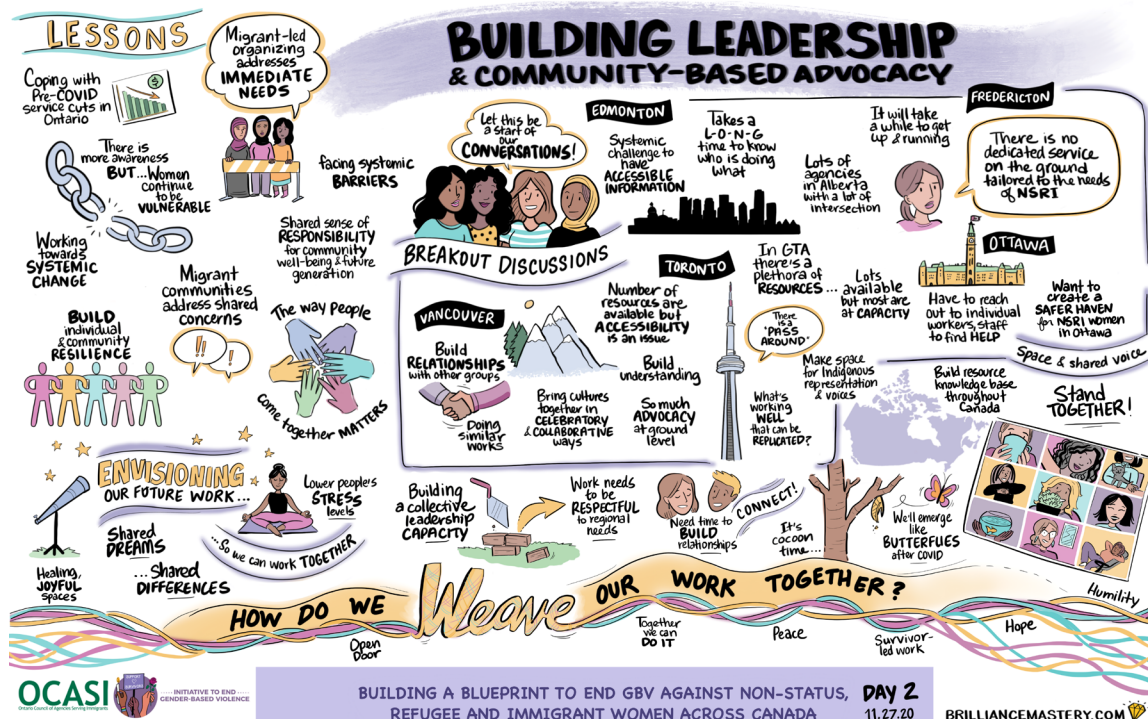 LESSONS
Coping with
Pre-COVID
service cuts in
Ontario
$
Migrant-led
organizing
addresses
IMMEDIATE
NEEDS
There is
more awareness
BUT...Women
continue
to be
VULNERABLE
facing systemic
BARRIERS
Working
towards
SYSTEMIC
CHANGE
Shared sense of
RESPONSIBILITY
for community
well-being & future
generation
Migrant
communities
address shared
concerns
!!
!
BUILD
individual
& community
RESILIENCE
The way people
come together MATTERS
BUILDING LEADERSHIP
& COMMUNITY-BASED ADVOCACY
Let this be
a start of
our
CONVERSATIONS!
BREAKOUT DISCUSSIONS
EDMONTON
Systemic
challenge to
have
ACCESSIBLE
INFORMATION
Takes a
L-O-N-G
time to know
who is doing
what
Lots of
agencies
in Alberta
with a lot of
intersection
FREDERICTON
It will take
a while to get
up & running
There is no
dedicated service
on the ground
tailored to the needs
of NSRI
OTTAWA
Have to reach
out to individual
workers, staff
to find HELP
Want to
create a
SAFER HAVEN
for NSRI women
in Ottawa
TORONTO
In GTA
there's a
plethora of
RESOURCES
Lots
... available
but most are
at CAPACITY
Number of
resources are
available but
ACCESSIBILITY
is an issue
There
is a
"PASS
AROUND"
Build
understanding
So much
ADVOCACY
at ground
level
Make space
for Indigenous
representation
& voices
What's
working
WELL
that can be
REPLICATED?
VANCOUVER
Build
RELATIONSHIPS
with other groups
Doing
similar
works
Bring cultures
together in
CELEBRATORY
& COLLABORATIVE
ways
Space & shared voice
Build resource
knowledge base
throughout
Canada
Stand
TOGETHER!
ENVISIONING
OUR FUTURE WORK...
Lower people's
STRESS
levels
...So we can work TOGETHER
Shared
DREAMS
...Shared
DIFFERENCES
Healing,
JOYFUL
spaces
Building
a collective
leadership
CAPACITY
Work needs
to be
RESPECTFUL
to regional
needs
Need time to
BUILD
relationships
CONNECT!
It's
cocoon
time...
We'll emerge
like
BUTTERFLIES
after COVID
HOW DO WE Weave OUR WORK TOGETHER?
Open
Door
Together
we can
DO IT
Peace
Survivor-
led work
Hope
Humility
OCASI
Ontario Council of Agencies Serving Immigrants
INITIATIVE TO END
GENDER-BASED VIOLENCE
BUILDING A BLUEPRINT TO END GBV AGAINST NON-STATUS,
REFUGEE AND IMMIGRANT WOMEN ACROSS CANADA
DAY 2
11.27.20
BRILLIANCEMASTERY.COM